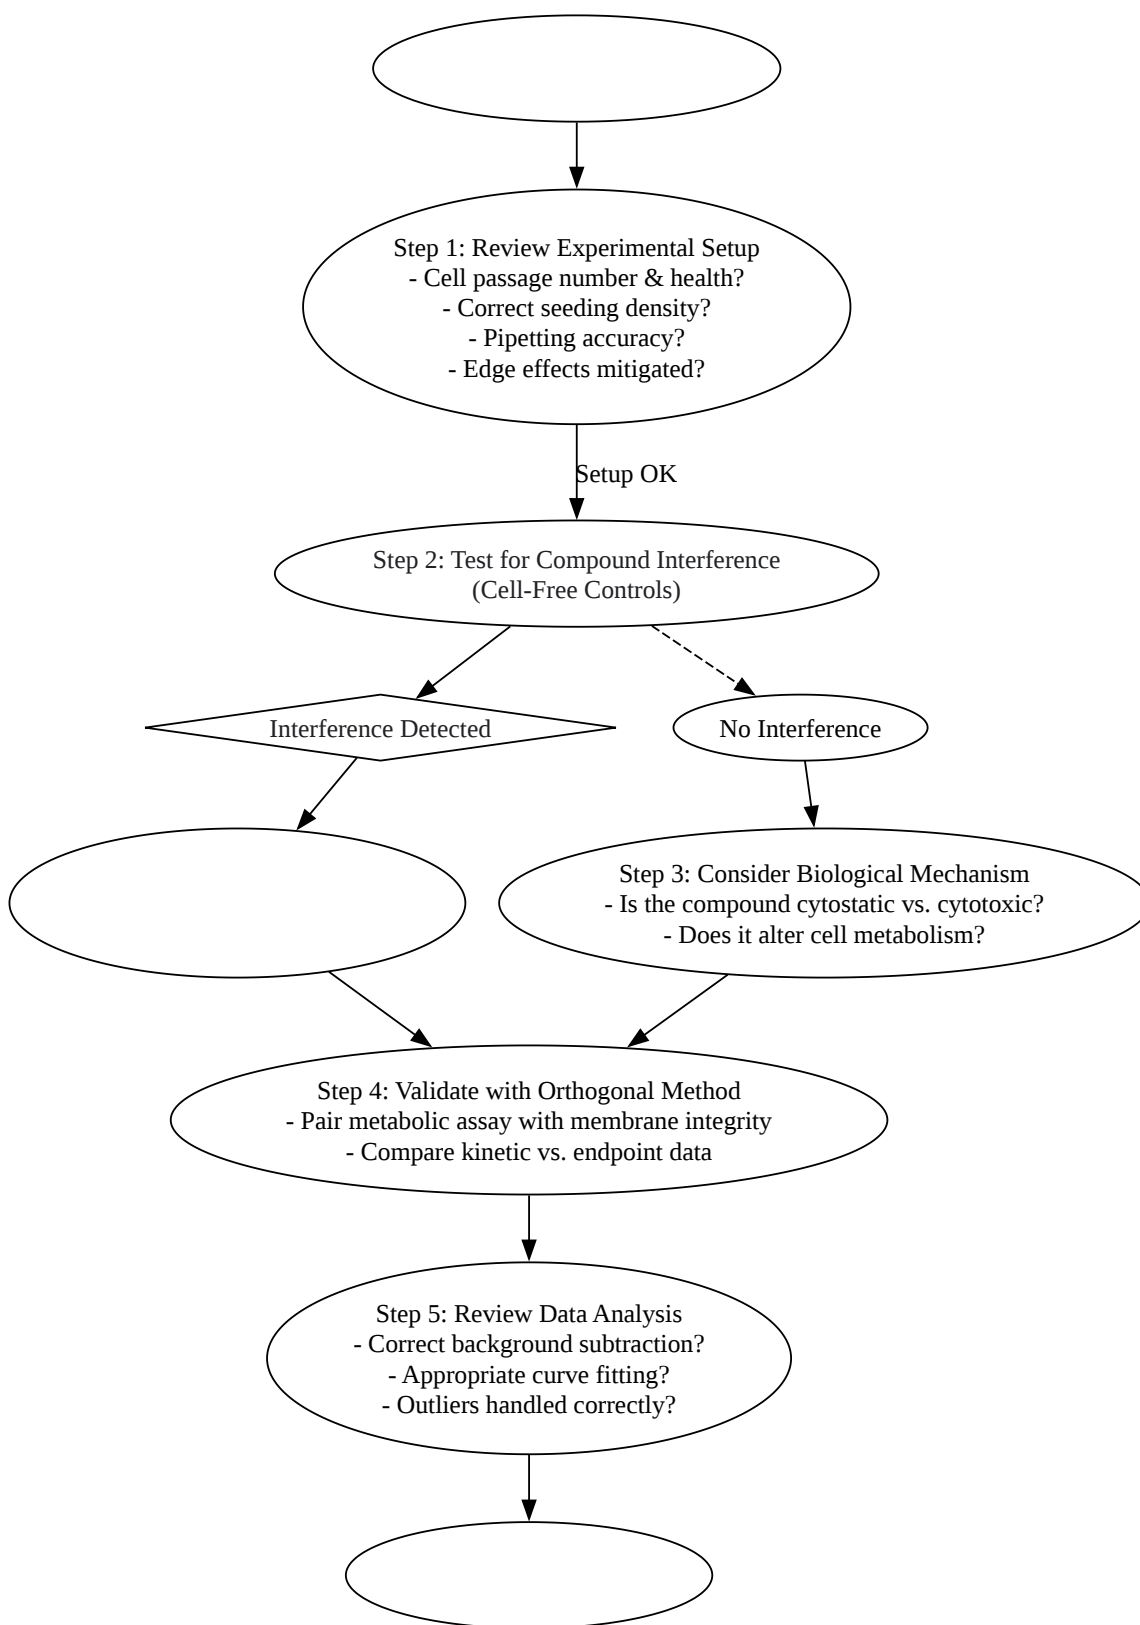 Step 1: Review Experimental Setup
- Cell passage number & health?
- Correct seeding density?
- Pipetting accuracy?
- Edge effects mitigated?
Setup OK
Step 2: Test for Compound Interference
(Cell-Free Controls)
Interference Detected
No Interference
Step 3: Consider Biological Mechanism
- Is the compound cytostatic vs. cytotoxic?
- Does it alter cell metabolism?
Step 4: Validate with Orthogonal Method
- Pair metabolic assay with membrane integrity
- Compare kinetic vs. endpoint data
Step 5: Review Data Analysis
- Correct background subtraction?
- Appropriate curve fitting?
- Outliers handled correctly?